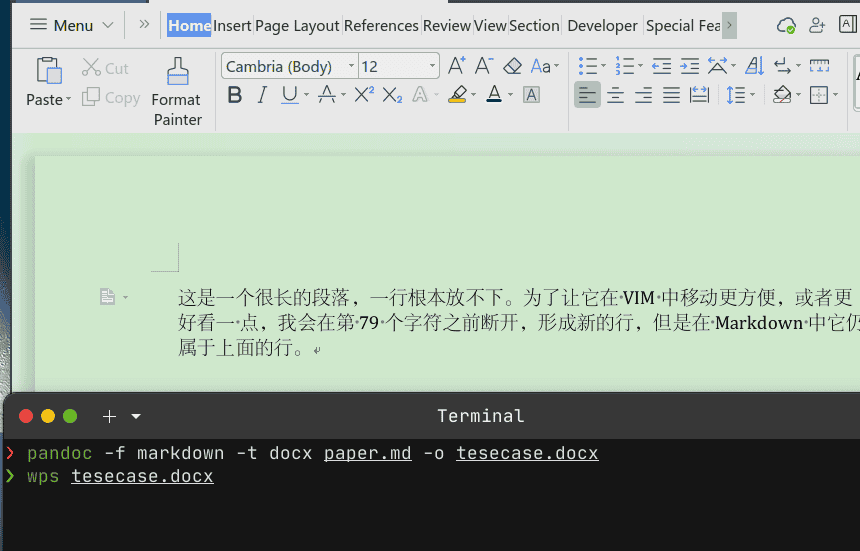 Menu Home Insert Page Layout References Review View Section Developer Special Fea
Cut Cambria (Body) 12
Paste Copy Format Painter
这是一个很长的段落，一行根本放不下。为了让它在 VIM 中移动更方便，或者更
好看一 点，我会在第 79 个字符之前断开，形成新的行，但是在 Markdown 中它仍
属于上面的行。
Terminal
❯ pandoc -f markdown -t docx paper.md -o tesecase.docx
❯ wps tesecase.docx